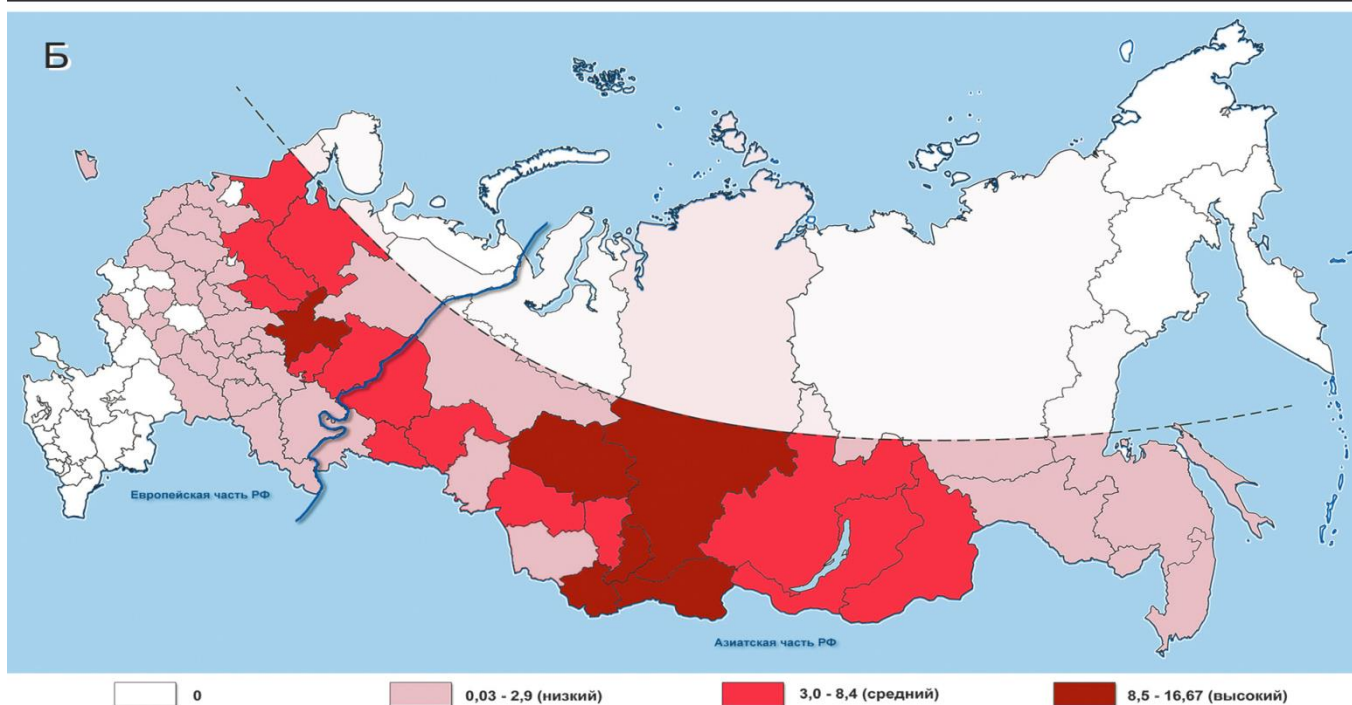 Б
Европейская часть РФ
Азиатская часть РФ
0
0,03 - 2,9 (низкий)
3,0 - 8,4 (средний)
8,5 - 16,67 (высокий)